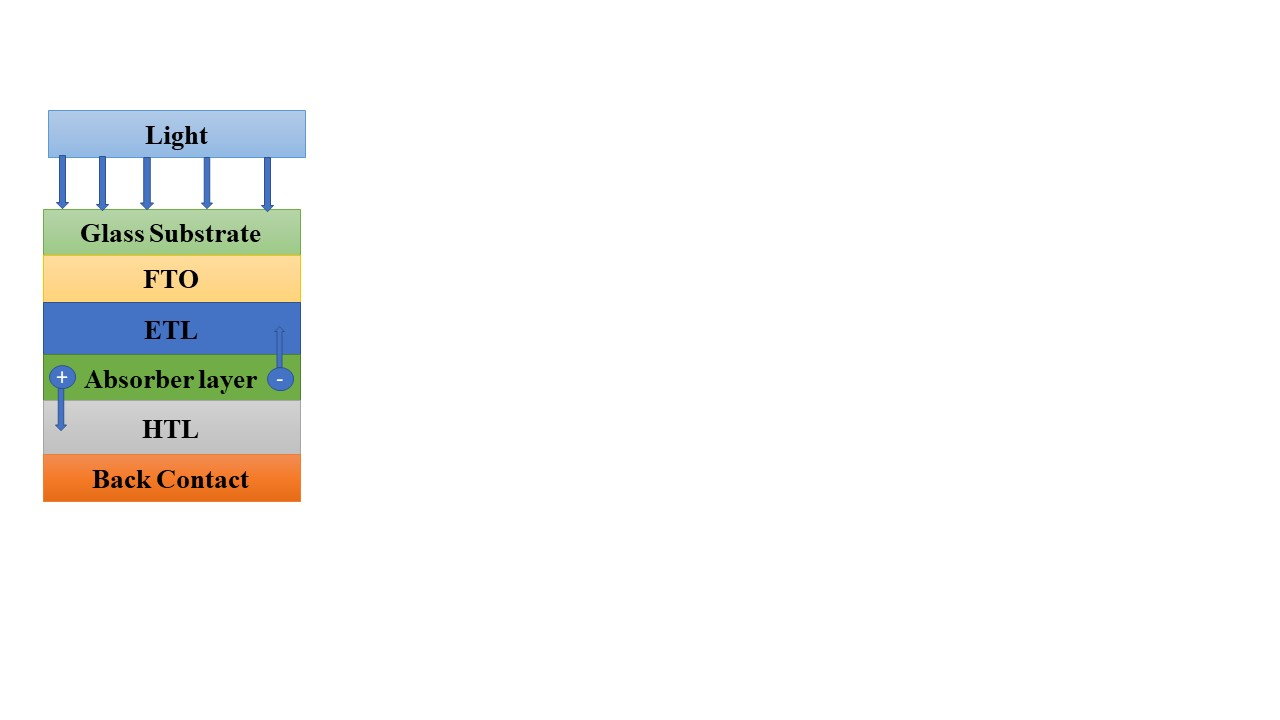 Light
Glass Substrate
FTO
ETL
+ Absorber layer -
HTL
Back Contact